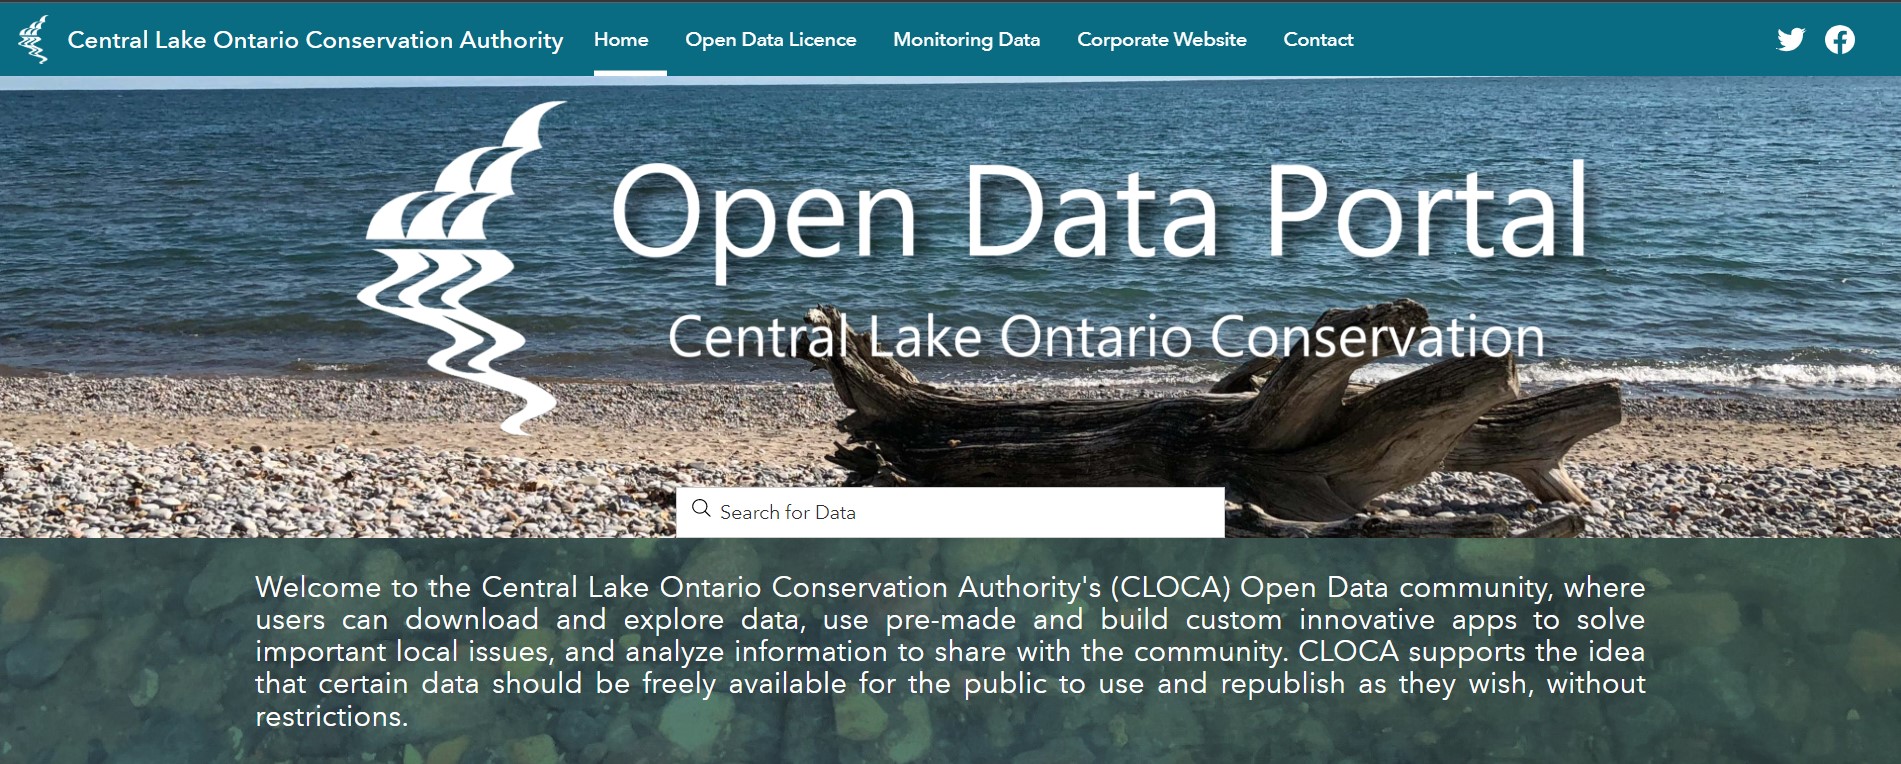 Central Lake Ontario Conservation Authority Home Open Data Licence Monitoring Data Corporate Website Contact
Open Data Portal
Central Lake Ontario Conservation
Search for Data
Welcome to the Central Lake Ontario Conservation Authority's (CLOCA) Open Data community, where
users can download and explore data, use pre-made and build custom innovative apps to solve
important local issues, and analyze information to share with the community. CLOCA supports the idea
that certain data should be freely available for the public to use and republish as they wish, without
restrictions.